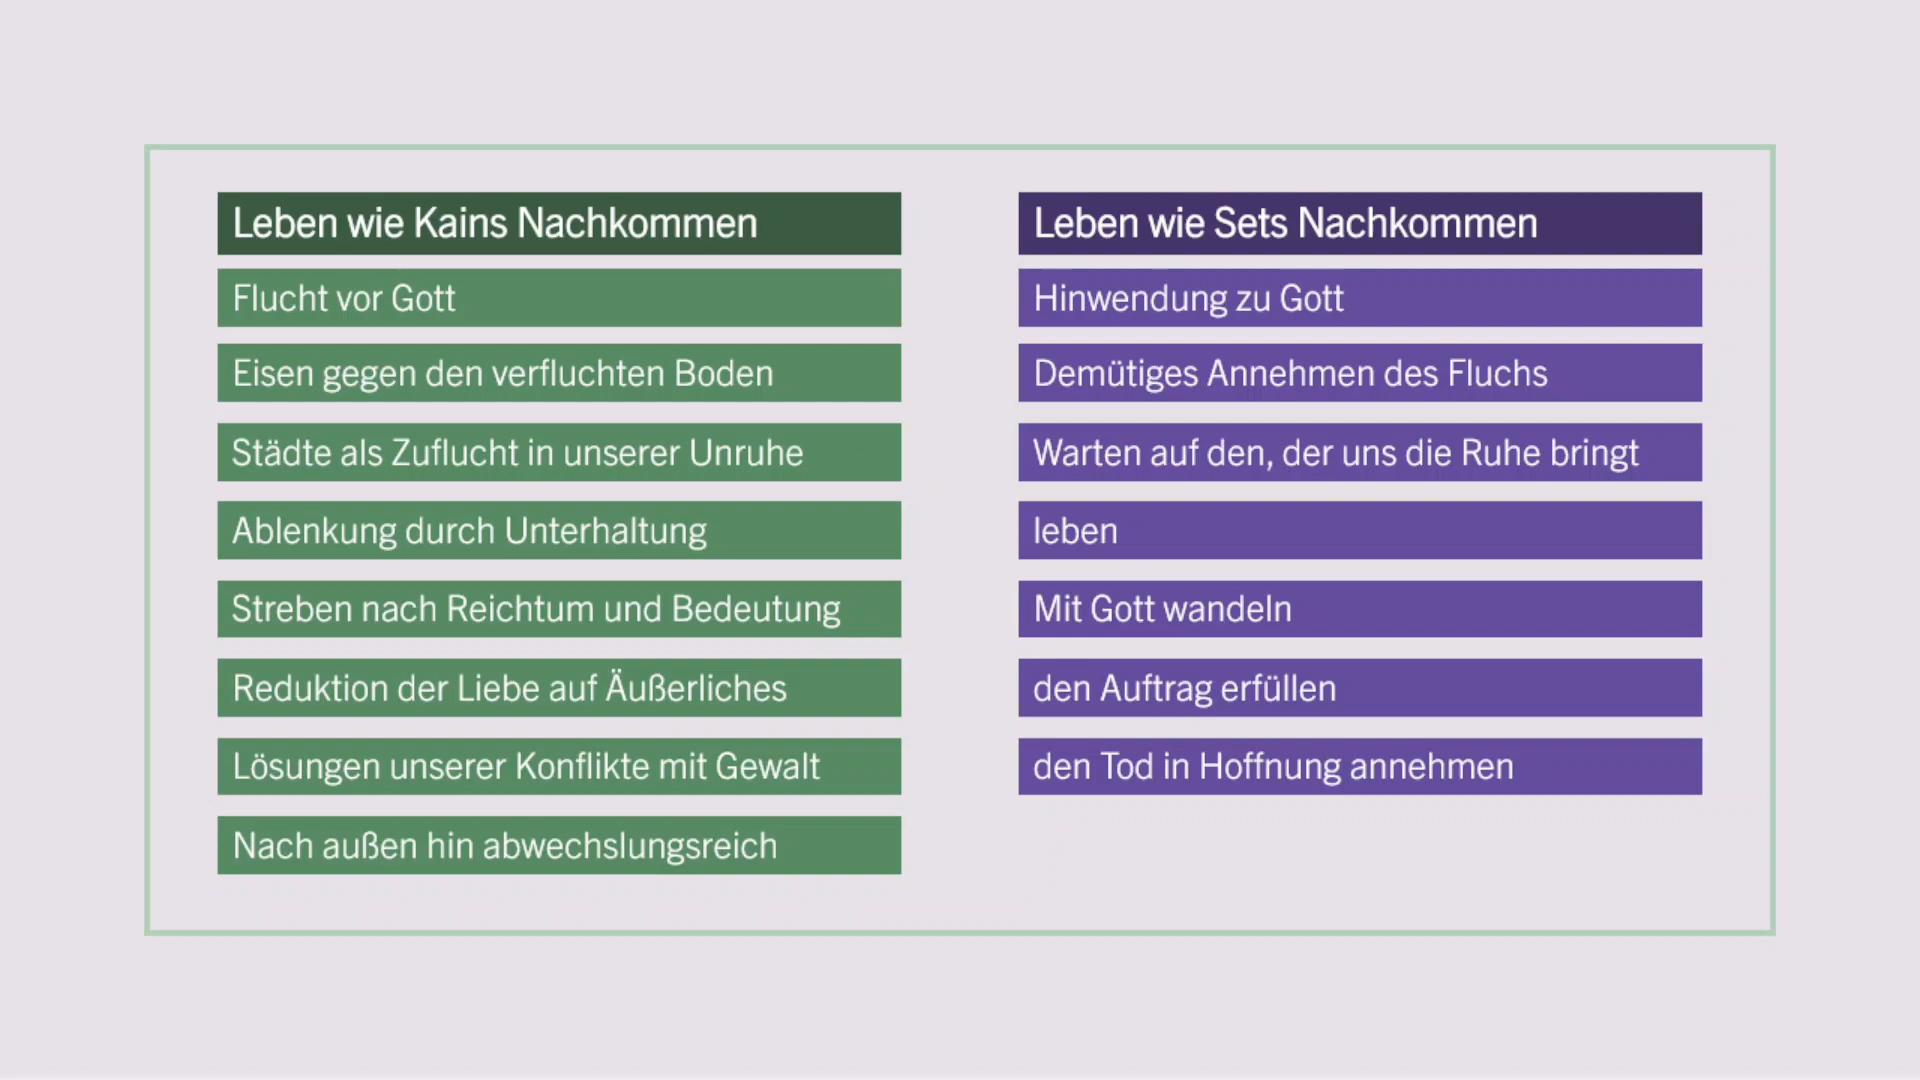 Leben wie Kains Nachkommen
Flucht vor Gott
Eisen gegen den verfluchten Boden
Städte als Zuflucht in unserer Unruhe
Ablenkung durch Unterhaltung
Streben nach Reichtum und Bedeutung
Reduktion der Liebe auf Äußerliches
Lösungen unserer Konflikte mit Gewalt
Nach außen hin abwechslungsreich
Leben wie Sets Nachkommen
Hinwendung zu Gott
Demütiges Annehmen des Fluchs
Warten auf den, der uns die Ruhe bringt
leben
Mit Gott wandeln
den Auftrag erfüllen
den Tod in Hoffnung annehmen